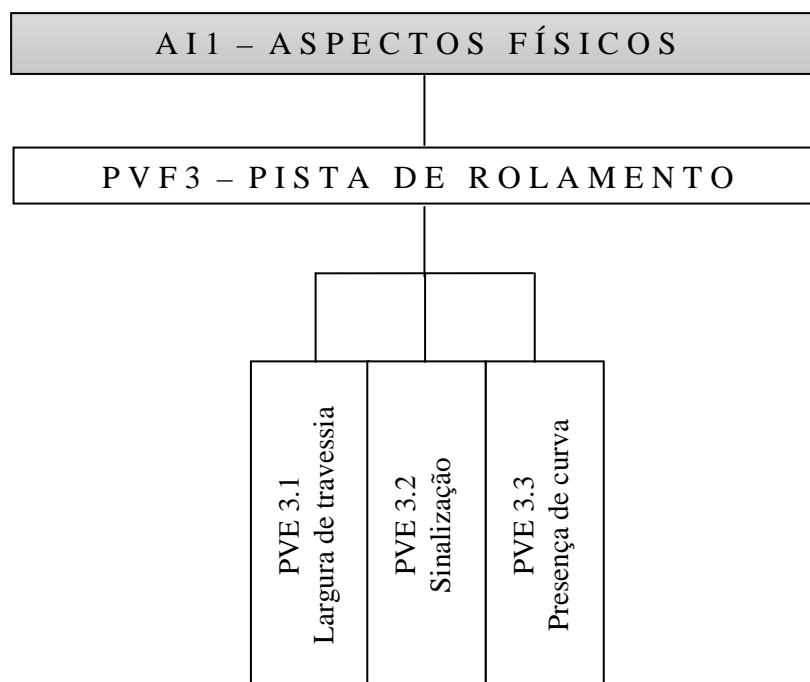 AI1 – ASPECTOS FÍSICOS
PVF3 – PISTA DE ROLAMENTO
PVE 3.1
Largura de travessia
PVE 3.2
Sinalização
PVE 3.3
Presença de curva